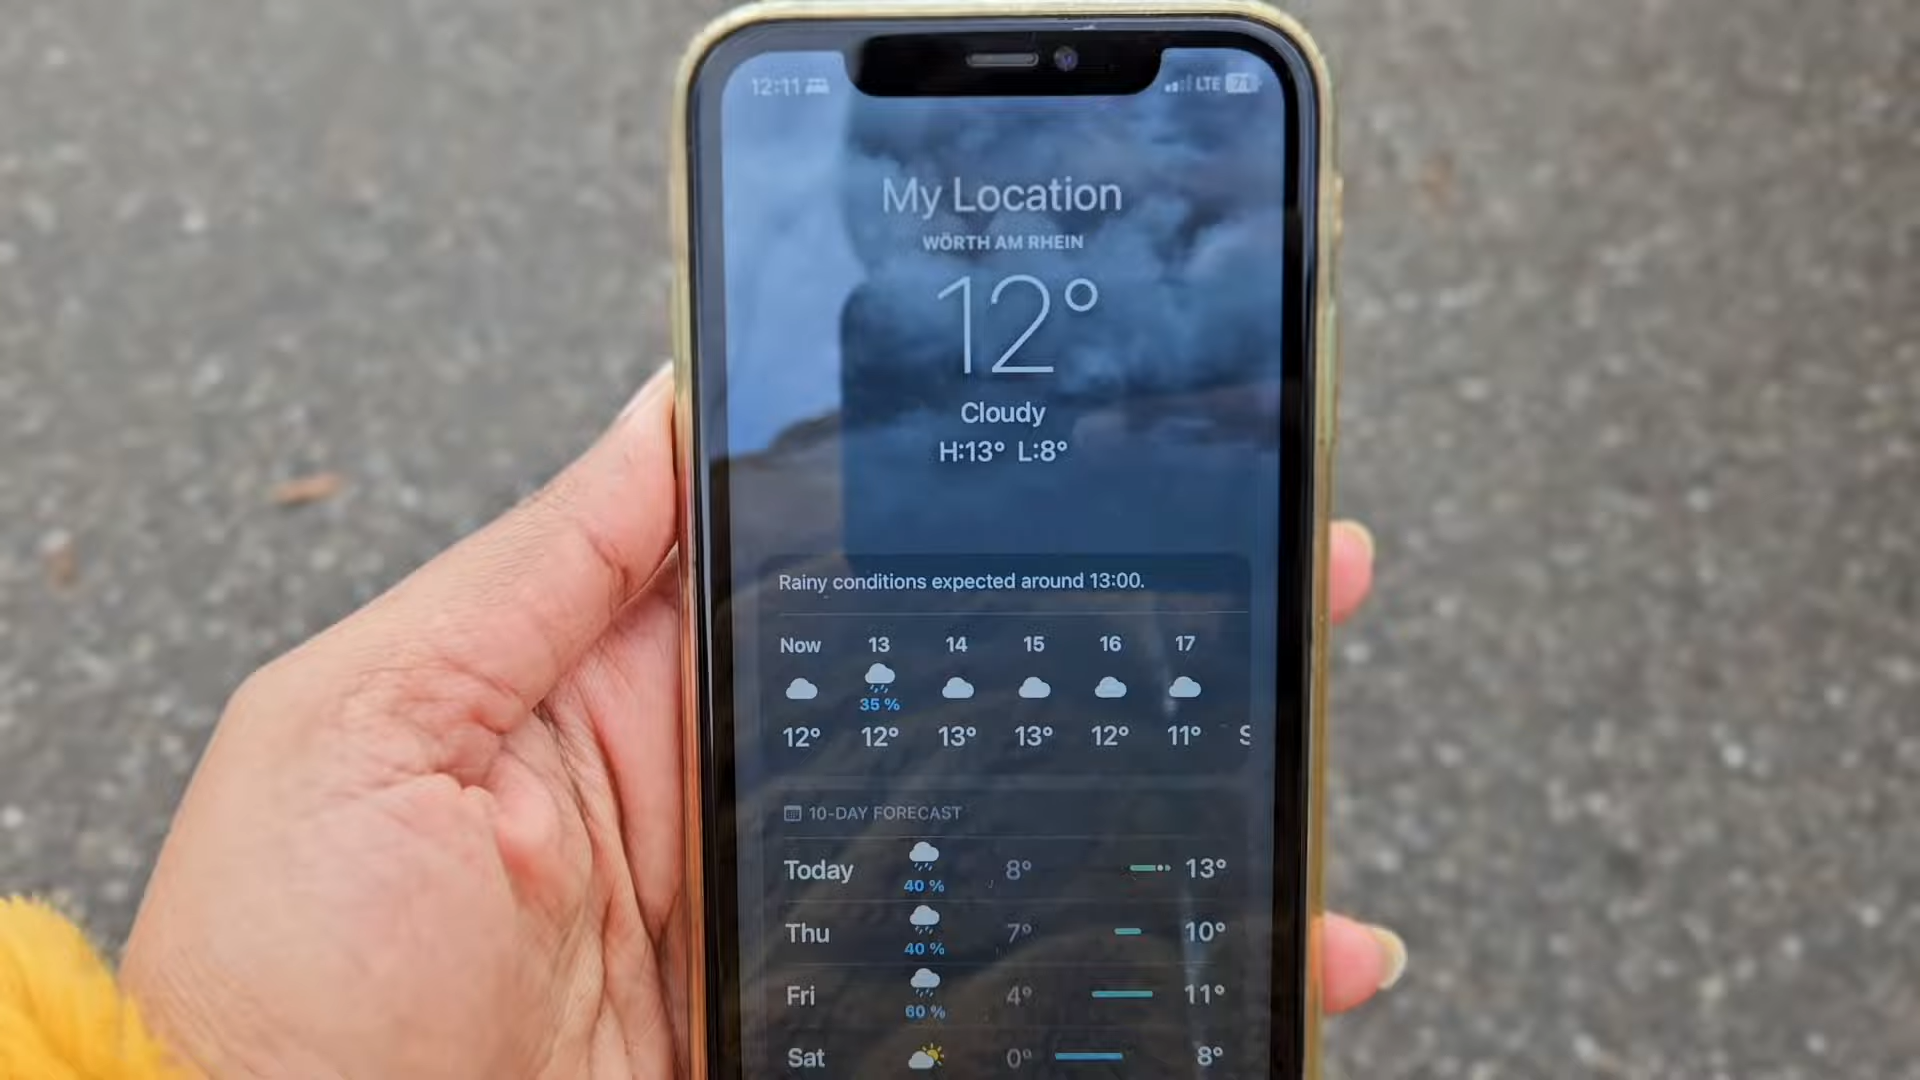 12:11 LTE 71
My Location
WÖRTH AM RHEIN
12°
Cloudy
H:13° L:8°
Rainy conditions expected around 13:00.
Now 13 14 15 16 17
35 %
12° 12° 13° 13° 12° 11° S
10-DAY FORECAST
Today 8° 13°
40 %
Thu 7° 10°
40 %
Fri 4° 11°
60 %
Sat 0° 8°